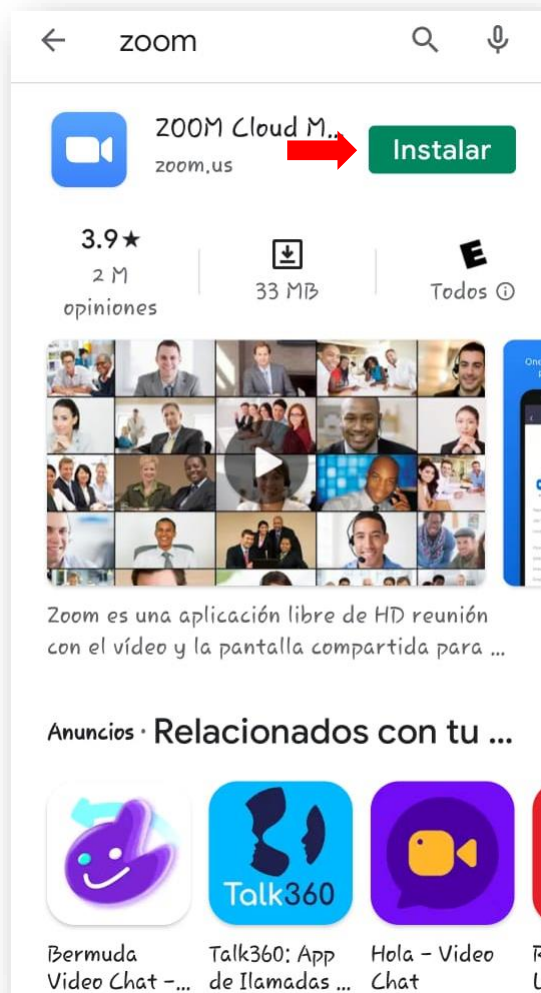 zoom
ZOOM Cloud M...
zoom.us
Instalar
3.9★
2 M
opiniones
33 MB
E
Todos
Zoom es una aplicación libre de HD reunión
con el vídeo y la pantalla compartida para ...
Anuncios · Relacionados con tu ...
Talk360
Bermuda
Video Chat -...
Talk360: App
de llamadas ...
Hola - Video
Chat